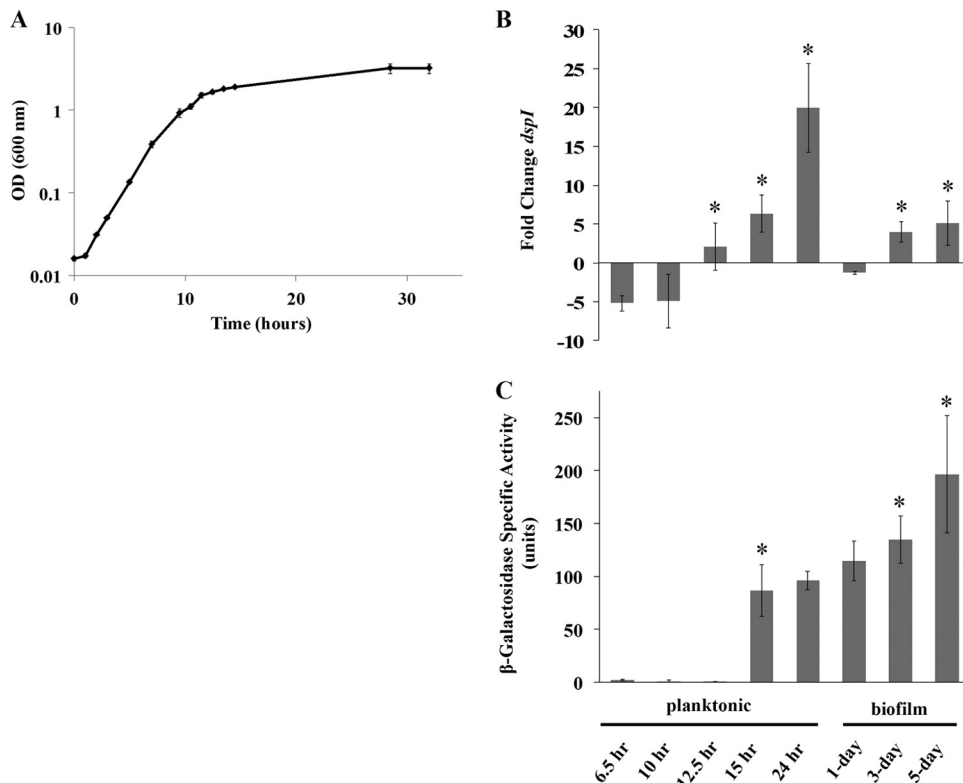 A
10
1
0.1
0.01
OD (600 nm)
0
10
20
30
Time (hours)
B
30
25
20
15
10
5
0
-5
-10
Fold Change dspI
*
*
*
*
*
C
250
200
150
100
50
0
β-Galactosidase Specific Activity
(units)
*
*
*
planktonic
biofilm
6.5 hr
10 hr
12.5 hr
15 hr
24 hr
1-day
3-day
5-day